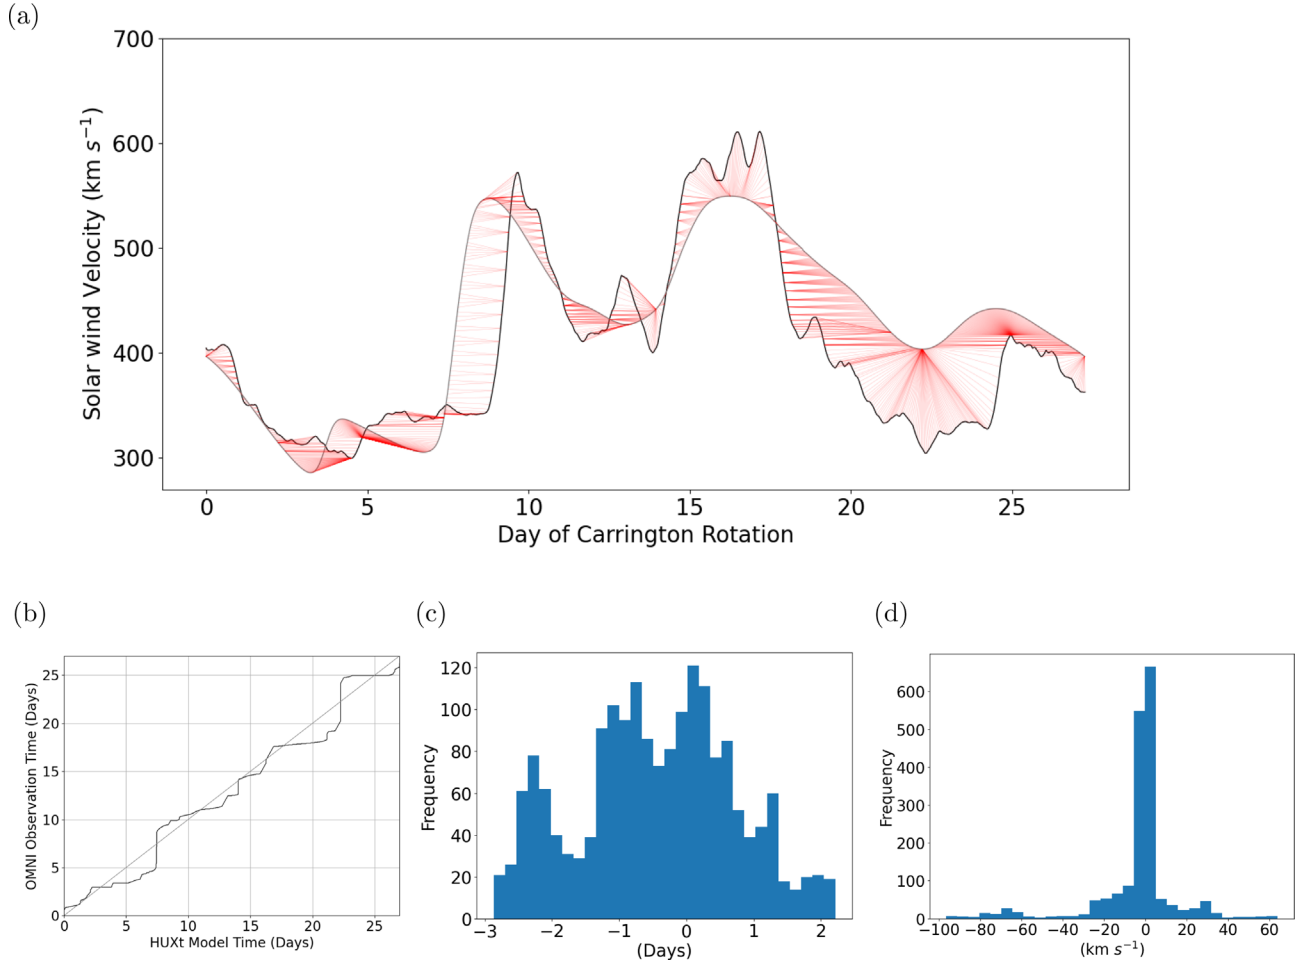 (a)
700
600
500
400
300
Solar wind Velocity (km s⁻¹)
0 5 10 15 20 25
Day of Carrington Rotation
(b)
25
20
15
10
5
0
OMNI Observation Time (Days)
0 5 10 15 20 25
HUXt Model Time (Days)
(c)
120
100
80
60
40
20
0
Frequency
−3 −2 −1 0 1 2
(Days)
(d)
600
500
400
300
200
100
0
Frequency
−100 −80 −60 −40 −20 0 20 40 60
(km s⁻¹)